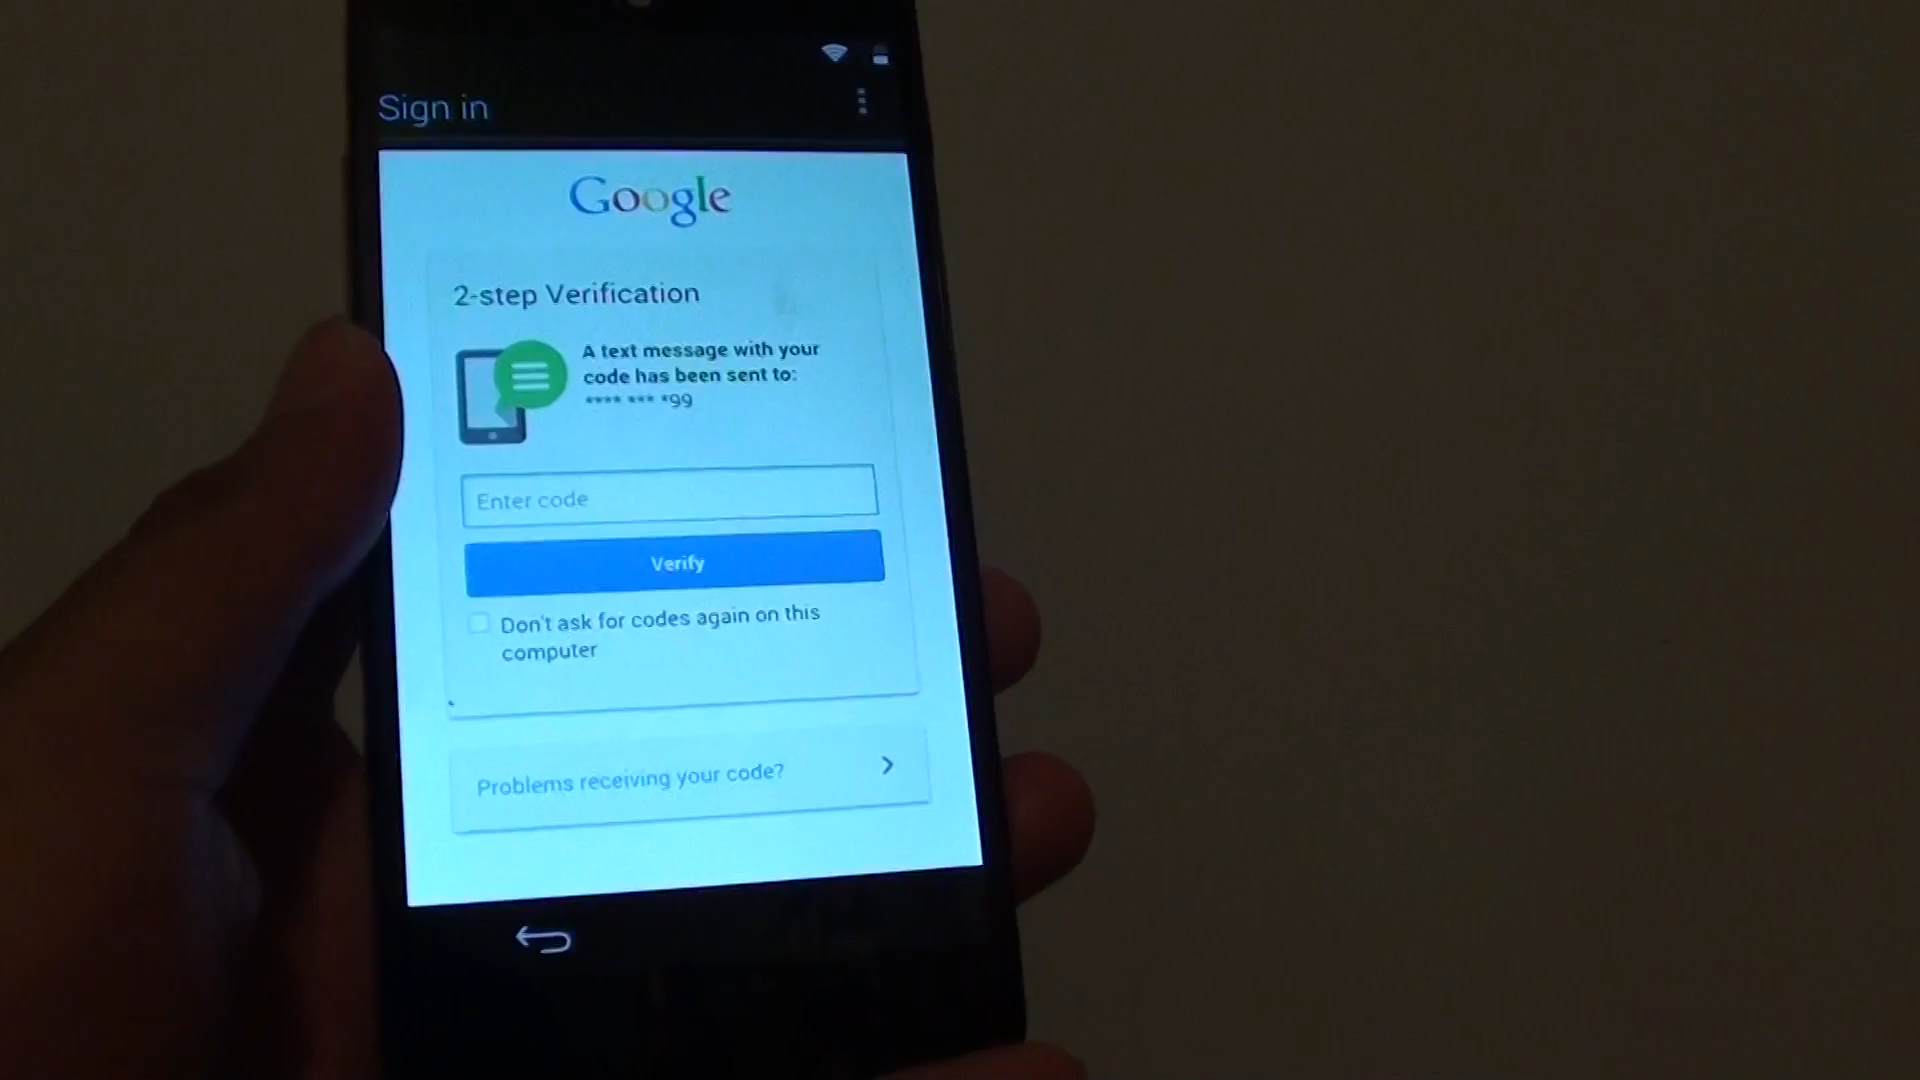 Sign in
Google
2-step Verification
A text message with your
code has been sent to:
**** *** *99
Enter code
Verify
Don't ask for codes again on this
computer
Problems receiving your code?